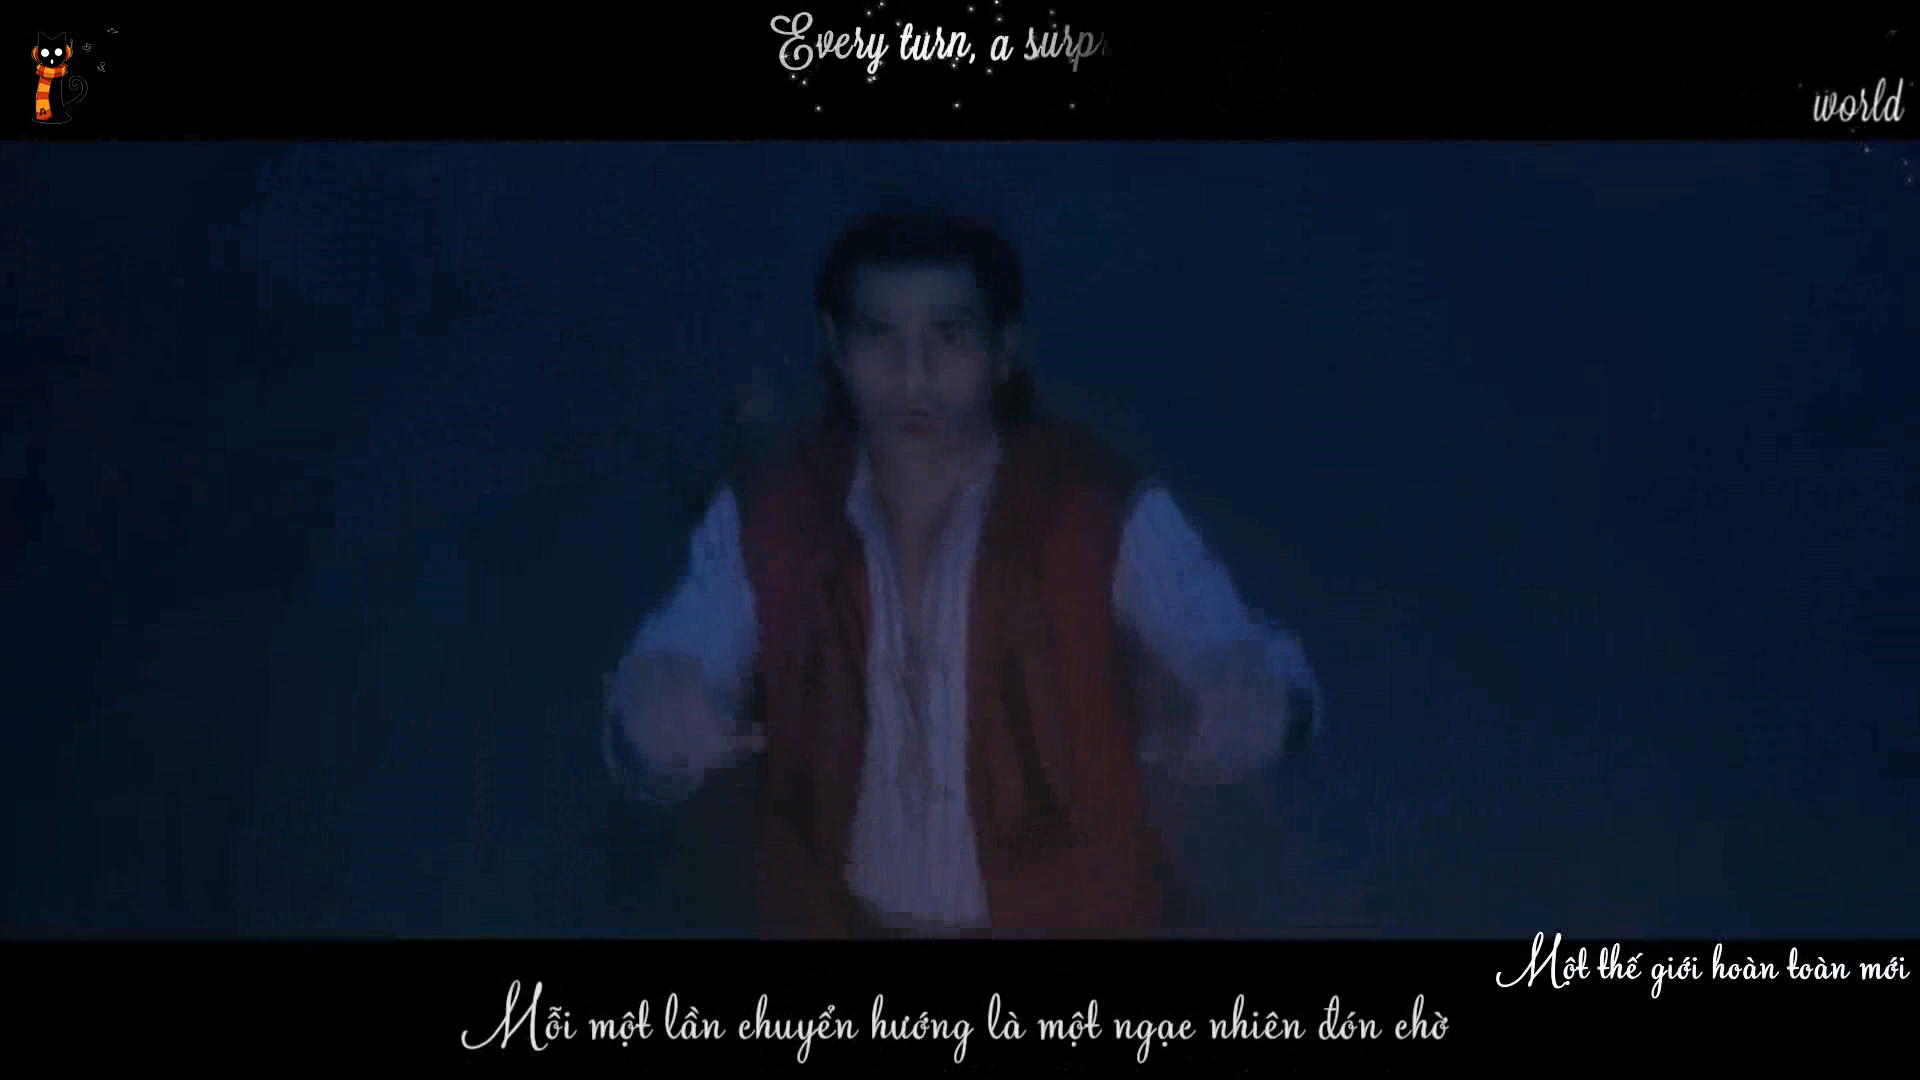 Every turn, a surpr
world
Một thế giới hoàn toàn mới
Mỗi một lần chuyển hướng là một ngạc nhiên đón chờ